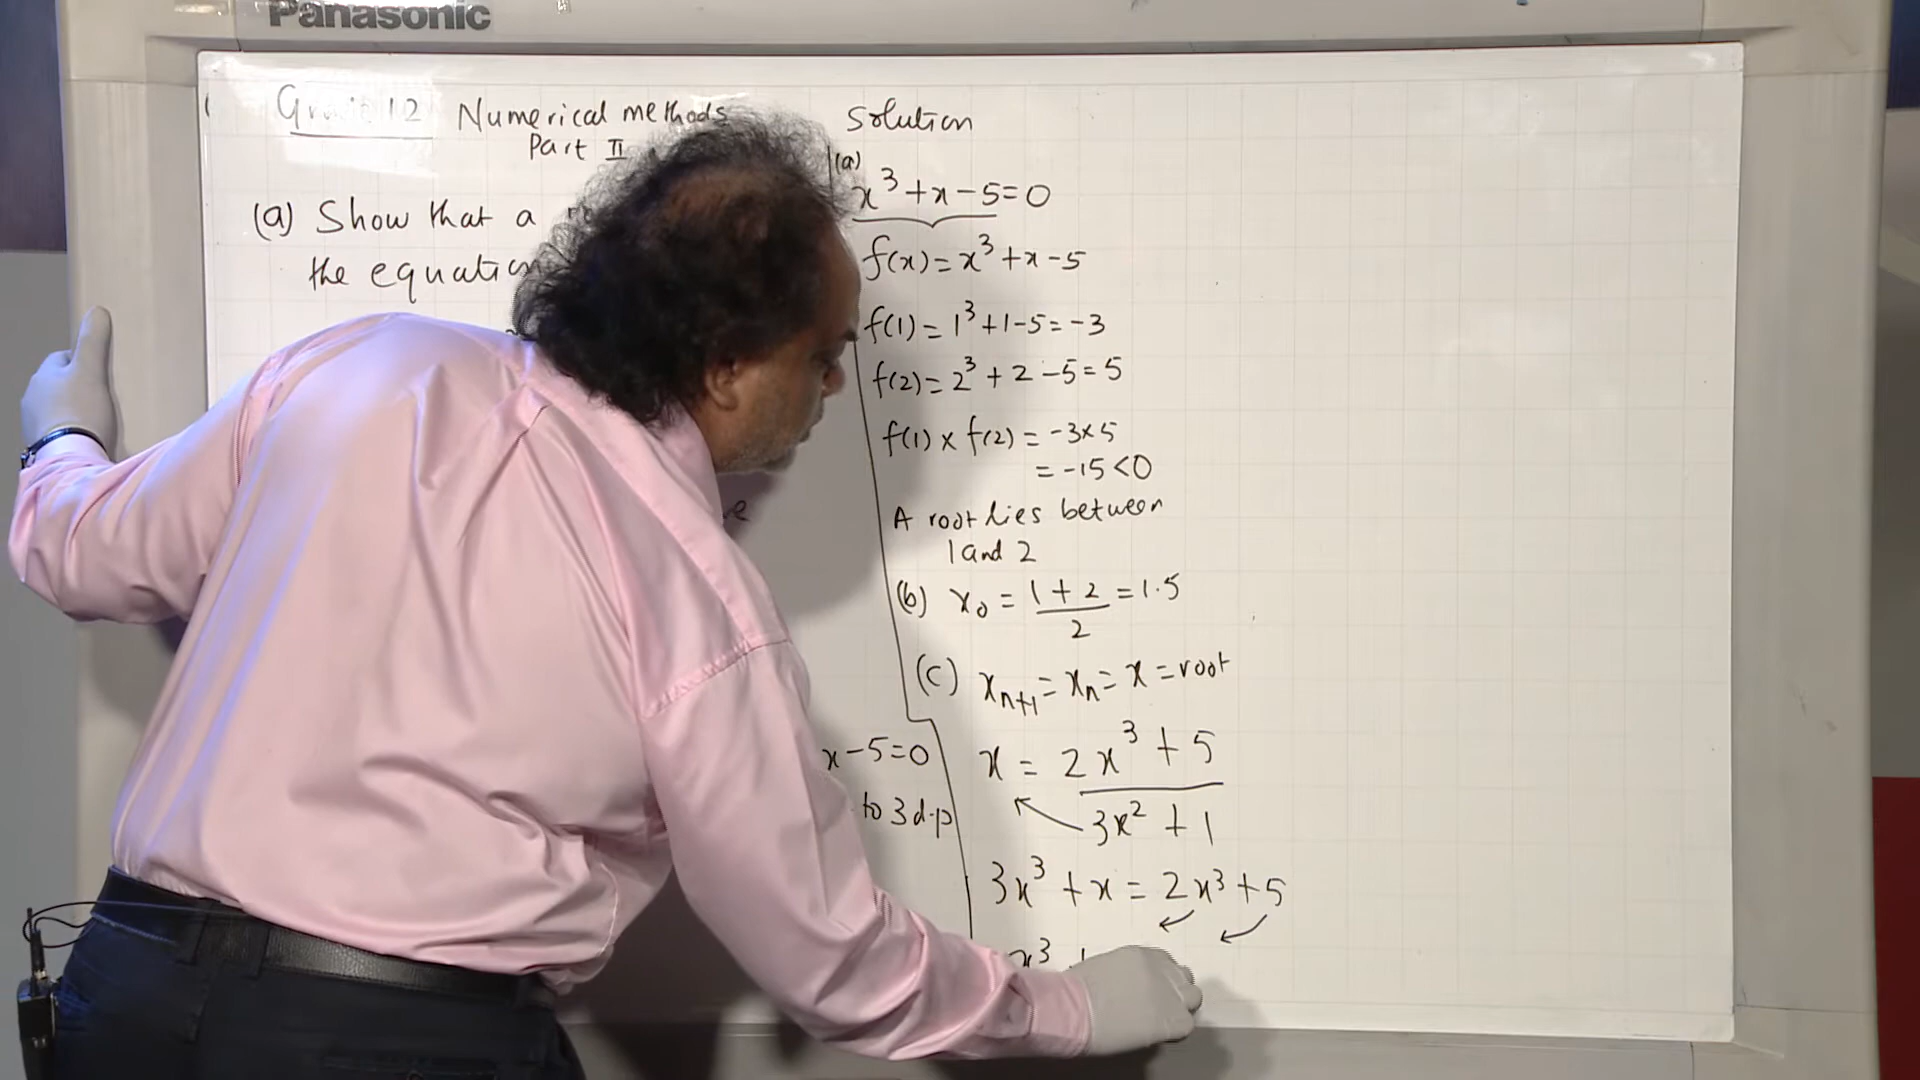 Panasonic
Grade 12 Numerical methods
Part II
(a) Show that a
the equation
x-5=0
to 3d.p
Solution
(a)
x³+x-5=0
f(x)=x³+x-5
f(1)=1³+1-5=-3
f(2)=2³+2-5=5
f(1)×f(2)=-3×5
=-15<0
A root lies between
1 and 2
(b) x₀ = (1+2)/2 = 1.5
(c) xₙ₊₁=xₙ=x=root
x = (2x³+5)/(3x²+1)
3x³+x=2x³+5
x³